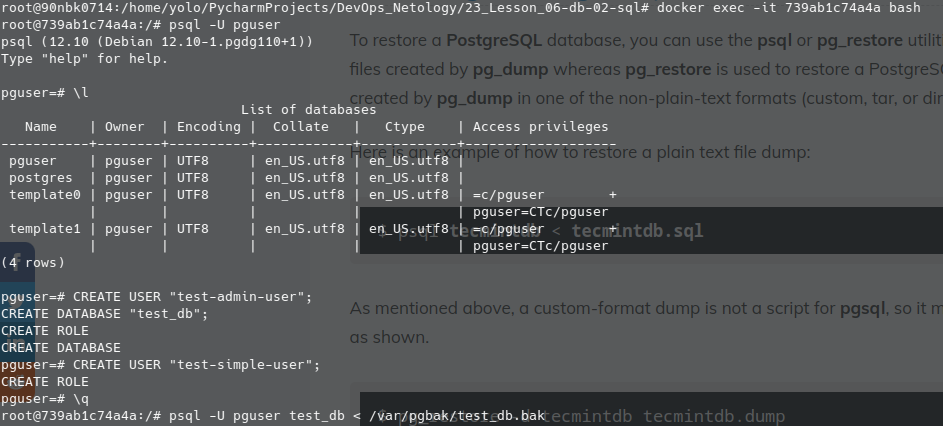 root@90nbk0714:/home/yolo/PycharmProjects/DevOps_Netology/23_Lesson_06-db-02-sql# docker exec -it 739ab1c74a4a bash
root@739ab1c74a4a:/# psql -U pguser
psql (12.10 (Debian 12.10-1.pgdg110+1))
Type "help" for help.
pguser=# \l
List of databases
Name | Owner | Encoding | Collate | Ctype | Access privileges
-----------+--------+----------+------------+------------+-------------------
pguser | pguser | UTF8 | en_US.utf8 | en_US.utf8 |
postgres | pguser | UTF8 | en_US.utf8 | en_US.utf8 |
template0 | pguser | UTF8 | en_US.utf8 | en_US.utf8 | =c/pguser +
| | | | | pguser=CTc/pguser
template1 | pguser | UTF8 | en_US.utf8 | en_US.utf8 | =c/pguser +
| | | | | pguser=CTc/pguser
(4 rows)
pguser=# CREATE USER "test-admin-user";
CREATE DATABASE "test_db";
CREATE ROLE
CREATE DATABASE
pguser=# CREATE USER "test-simple-user";
CREATE ROLE
pguser=# \q
root@739ab1c74a4a:/# psql -U pguser test_db < /var/pgbak/test_db.bak
To restore a PostgreSQL database, you can use the psql or pg_restore utiliti
files created by pg_dump whereas pg_restore is used to restore a PostgreS
created by pg_dump in one of the non-plain-text formats (custom, tar, or dir
Here is an example of how to restore a plain text file dump:
$ psql tecmintdb < tecmintdb.sql
As mentioned above, a custom-format dump is not a script for pgsql, so it m
as shown.
tecmintdb tecmintdb.dump